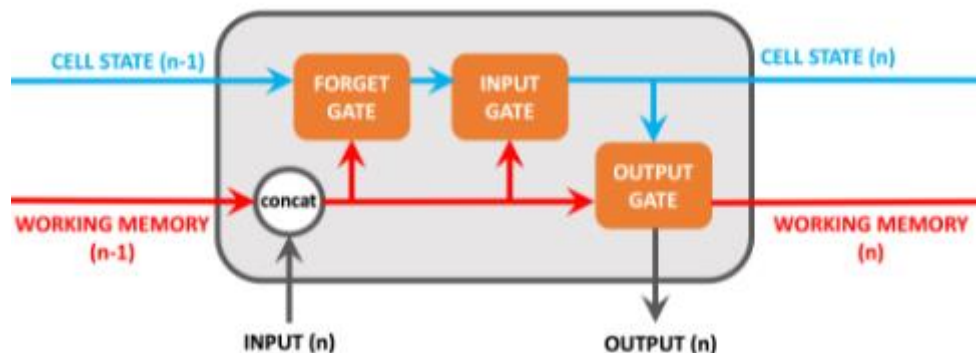 CELL STATE (n-1)
FORGET
GATE
INPUT
GATE
CELL STATE (n)
concat
OUTPUT
GATE
WORKING MEMORY
(n-1)
WORKING MEMORY
(n)
INPUT (n)
OUTPUT (n)